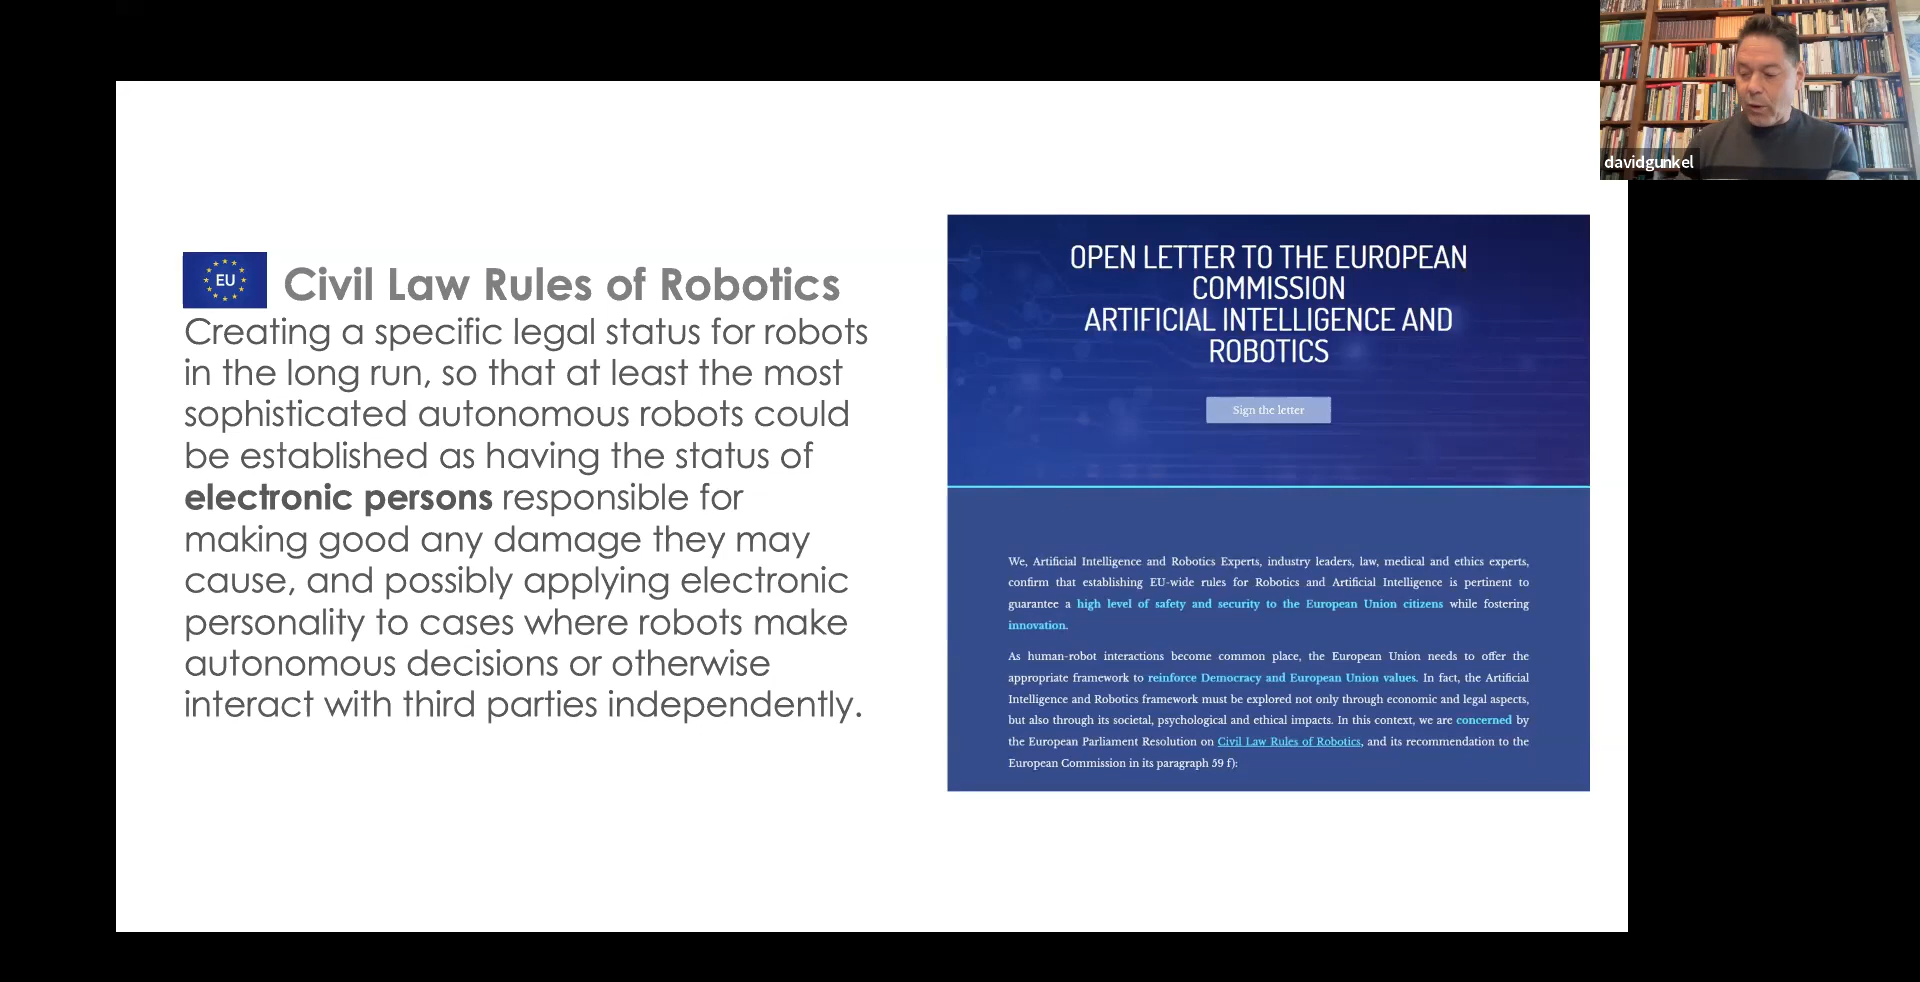 davidgunkel
EU
Civil Law Rules of Robotics
Creating a specific legal status for robots
in the long run, so that at least the most
sophisticated autonomous robots could
be established as having the status of
electronic persons responsible for
making good any damage they may
cause, and possibly applying electronic
personality to cases where robots make
autonomous decisions or otherwise
interact with third parties independently.
OPEN LETTER TO THE EUROPEAN
COMMISSION
ARTIFICIAL INTELLIGENCE AND
ROBOTICS
Sign the letter
We, Artificial Intelligence and Robotics Experts, industry leaders, law, medical and ethics experts,
confirm that establishing EU-wide rules for Robotics and Artificial Intelligence is pertinent to
guarantee a high level of safety and security to the European Union citizens while fostering
innovation.
As human-robot interactions become common place, the European Union needs to offer the
appropriate framework to reinforce Democracy and European Union values. In fact, the Artificial
Intelligence and Robotics framework must be explored not only through economic and legal aspects,
but also through its societal, psychological and ethical impacts. In this context, we are concerned by
the European Parliament Resolution on Civil Law Rules of Robotics, and its recommendation to the
European Commission in its paragraph 59 f):